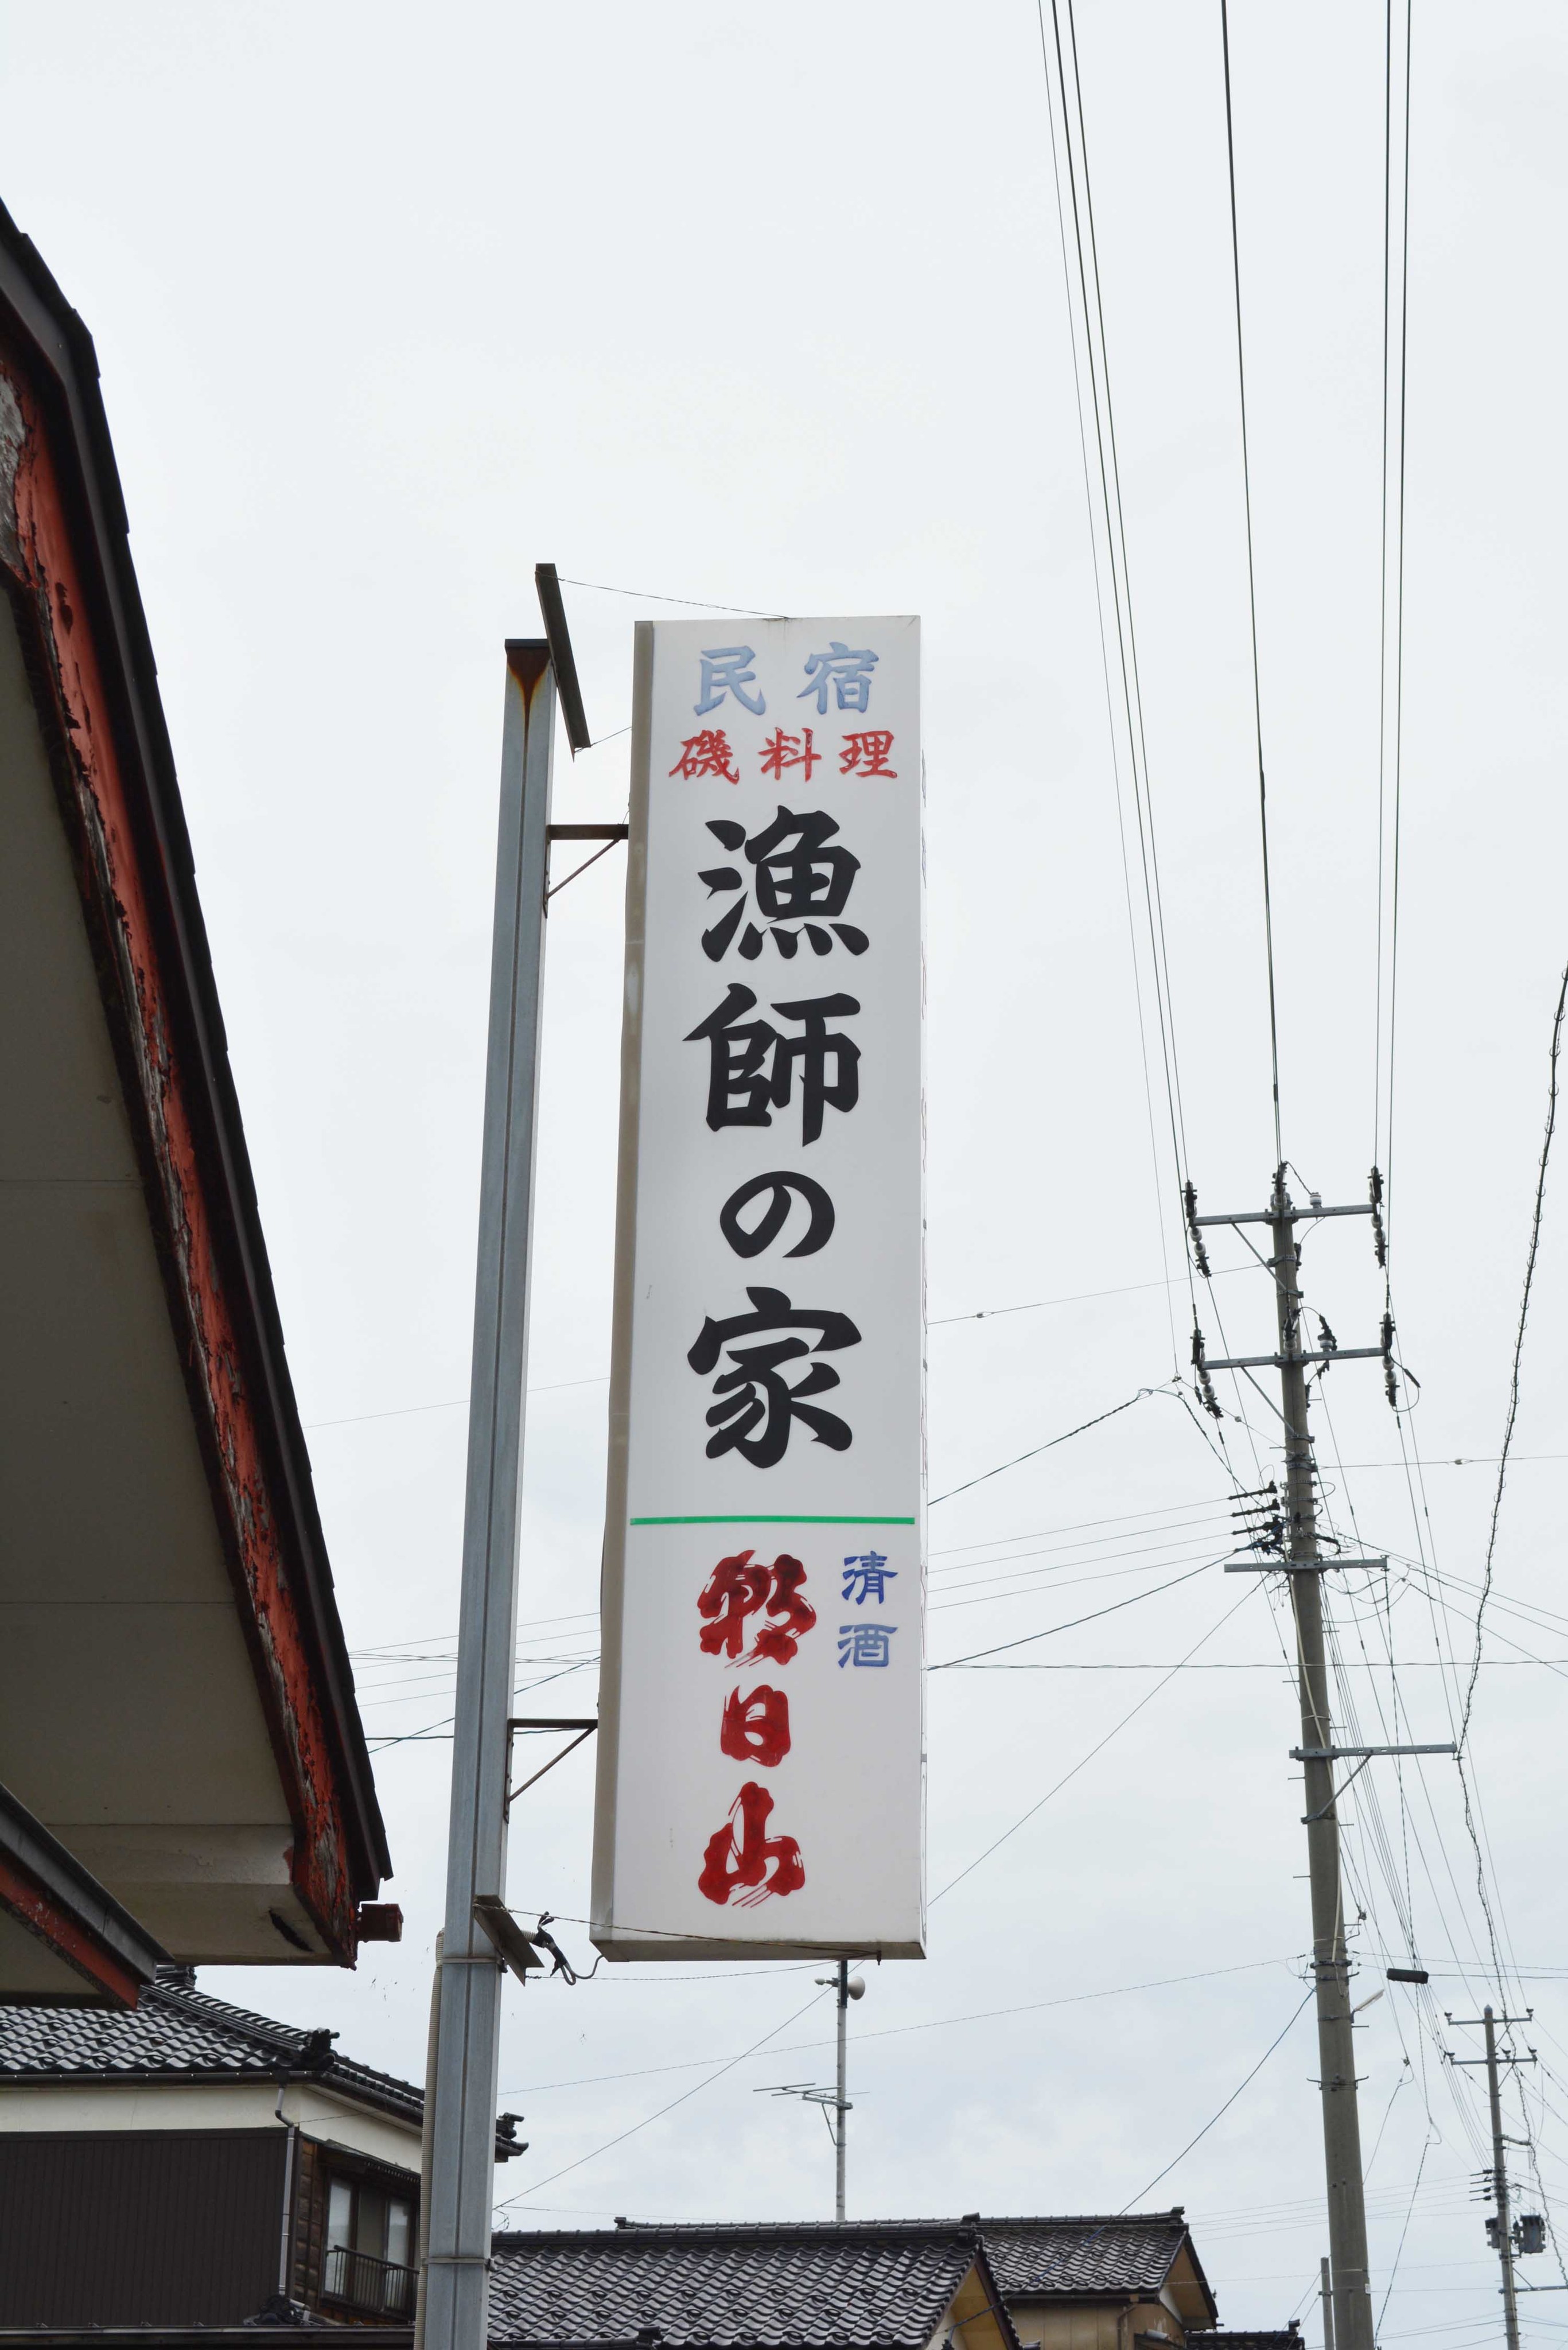 民宿
磯料理
漁師の家
清酒
朝日山